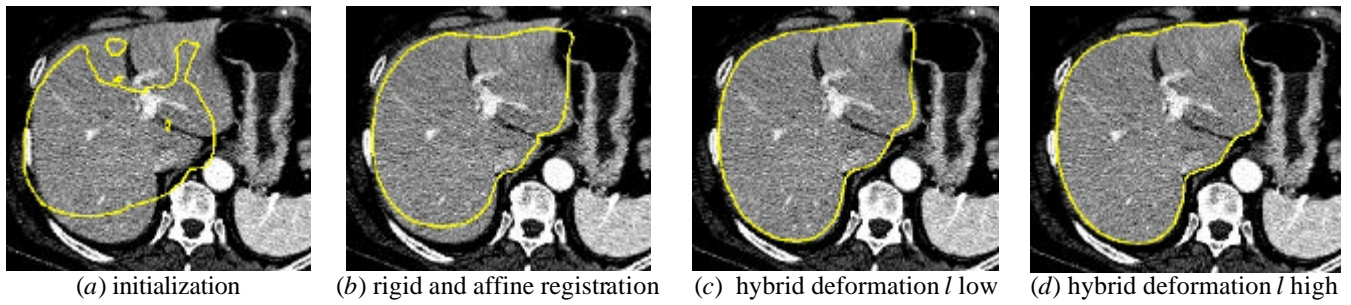 (a) initialization
(b) rigid and affine registration
(c) hybrid deformation l low
(d) hybrid deformation l high